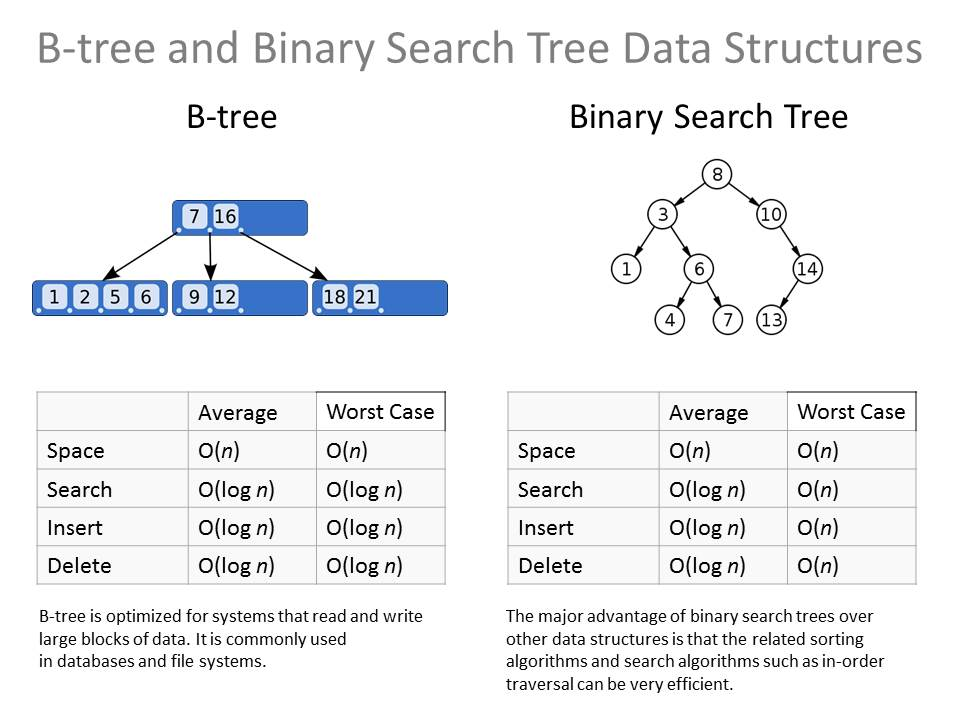 B-tree and Binary Search Tree Data Structures
B-tree
7 16
1 2 5 6 9 12 18 21
Average Worst Case
Space O(n) O(n)
Search O(log n) O(log n)
Insert O(log n) O(log n)
Delete O(log n) O(log n)
B-tree is optimized for systems that read and write
large blocks of data. It is commonly used
in databases and file systems.
Binary Search Tree
8
3 10
1 6 14
4 7 13
Average Worst Case
Space O(n) O(n)
Search O(log n) O(n)
Insert O(log n) O(n)
Delete O(log n) O(n)
The major advantage of binary search trees over
other data structures is that the related sorting
algorithms and search algorithms such as in-order
traversal can be very efficient.